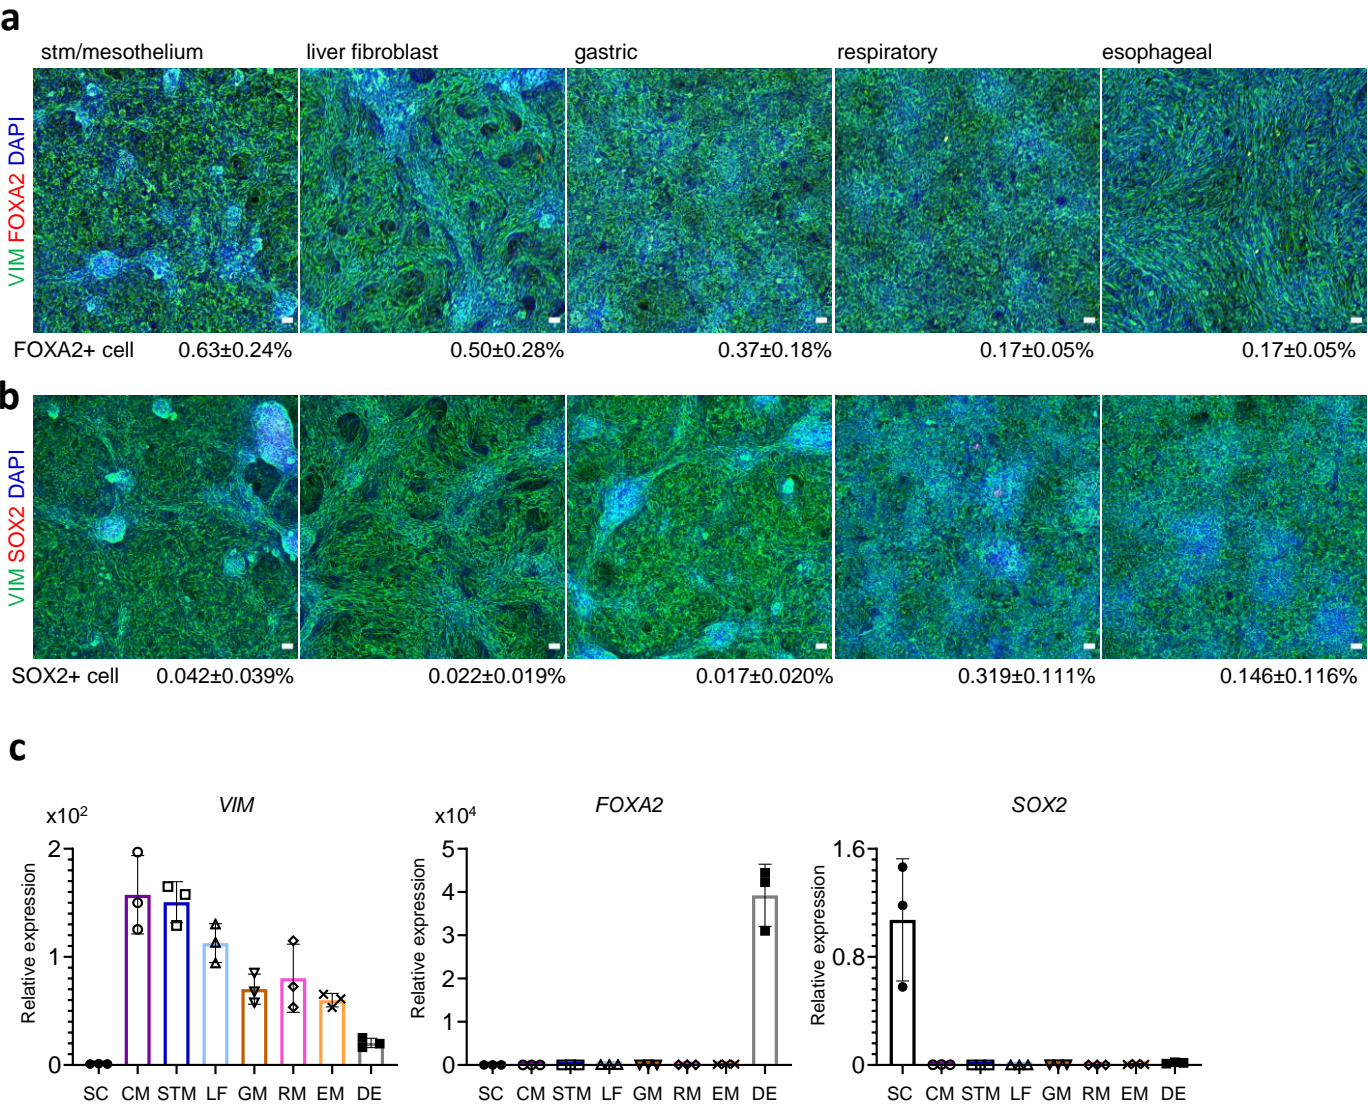 a
stm/mesothelium liver fibroblast gastric respiratory esophageal
VIM FOXA2 DAPI
FOXA2+ cell 0.63±0.24% 0.50±0.28% 0.37±0.18% 0.17±0.05% 0.17±0.05%
b
VIM SOX2 DAPI
SOX2+ cell 0.042±0.039% 0.022±0.019% 0.017±0.020% 0.319±0.111% 0.146±0.116%
c
VIM
x10²
Relative expression
2
1
0
SC CM STM LF GM RM EM DE
FOXA2
x10⁴
Relative expression
5
4
3
2
1
0
SC CM STM LF GM RM EM DE
SOX2
Relative expression
1.6
0.8
0
SC CM STM LF GM RM EM DE